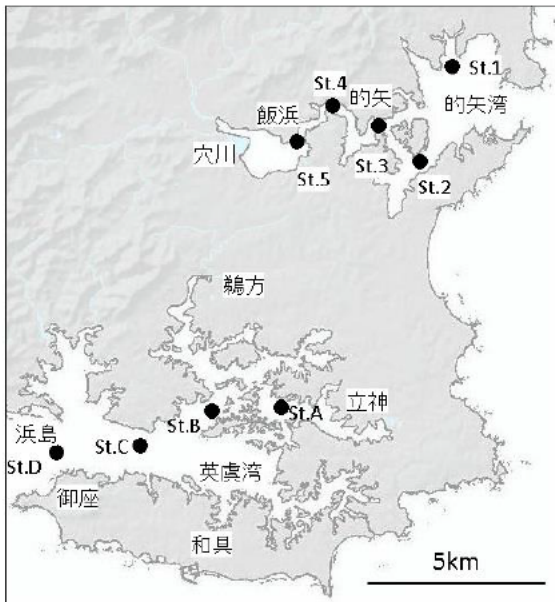 St.1
St.4
的矢
的矢湾
飯浜
穴川
St.3
St.5
St.2
鵜方
立神
St.A
St.B
浜島
St.C
St.D
英虞湾
御座
和具
5km